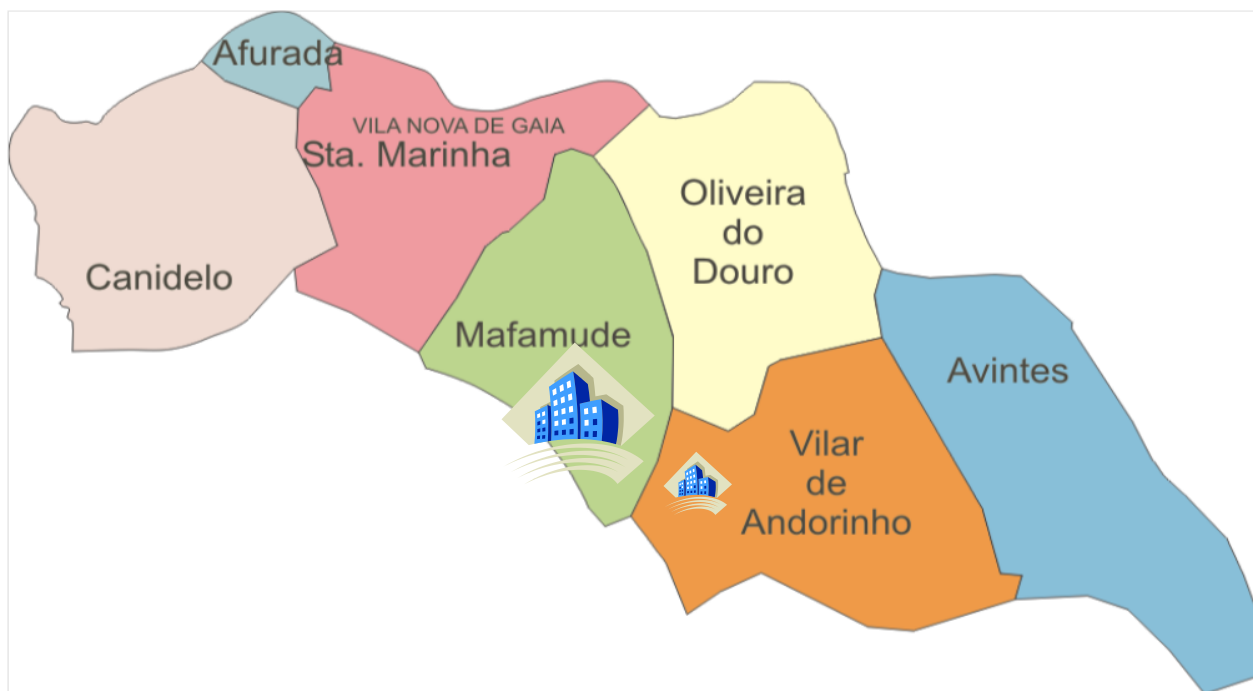 Afurada
VILA NOVA DE GAIA
Sta. Marinha
Oliveira
do
Douro
Canidelo
Mafamude
Avintes
Vilar
de
Andorinho